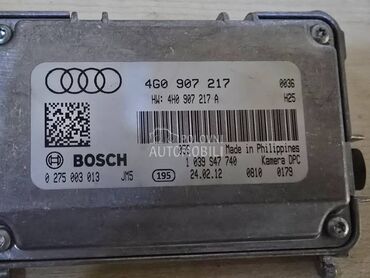 4G0 907 217 0036
HW: 4H0 907 217 A H25
POLOVNI
AUTOMOBILI
Made in Philippines
BOSCH 1 039 S47 740 Kamera DPC
0 275 003 013 JM5 195 24.02.12 0810 0179